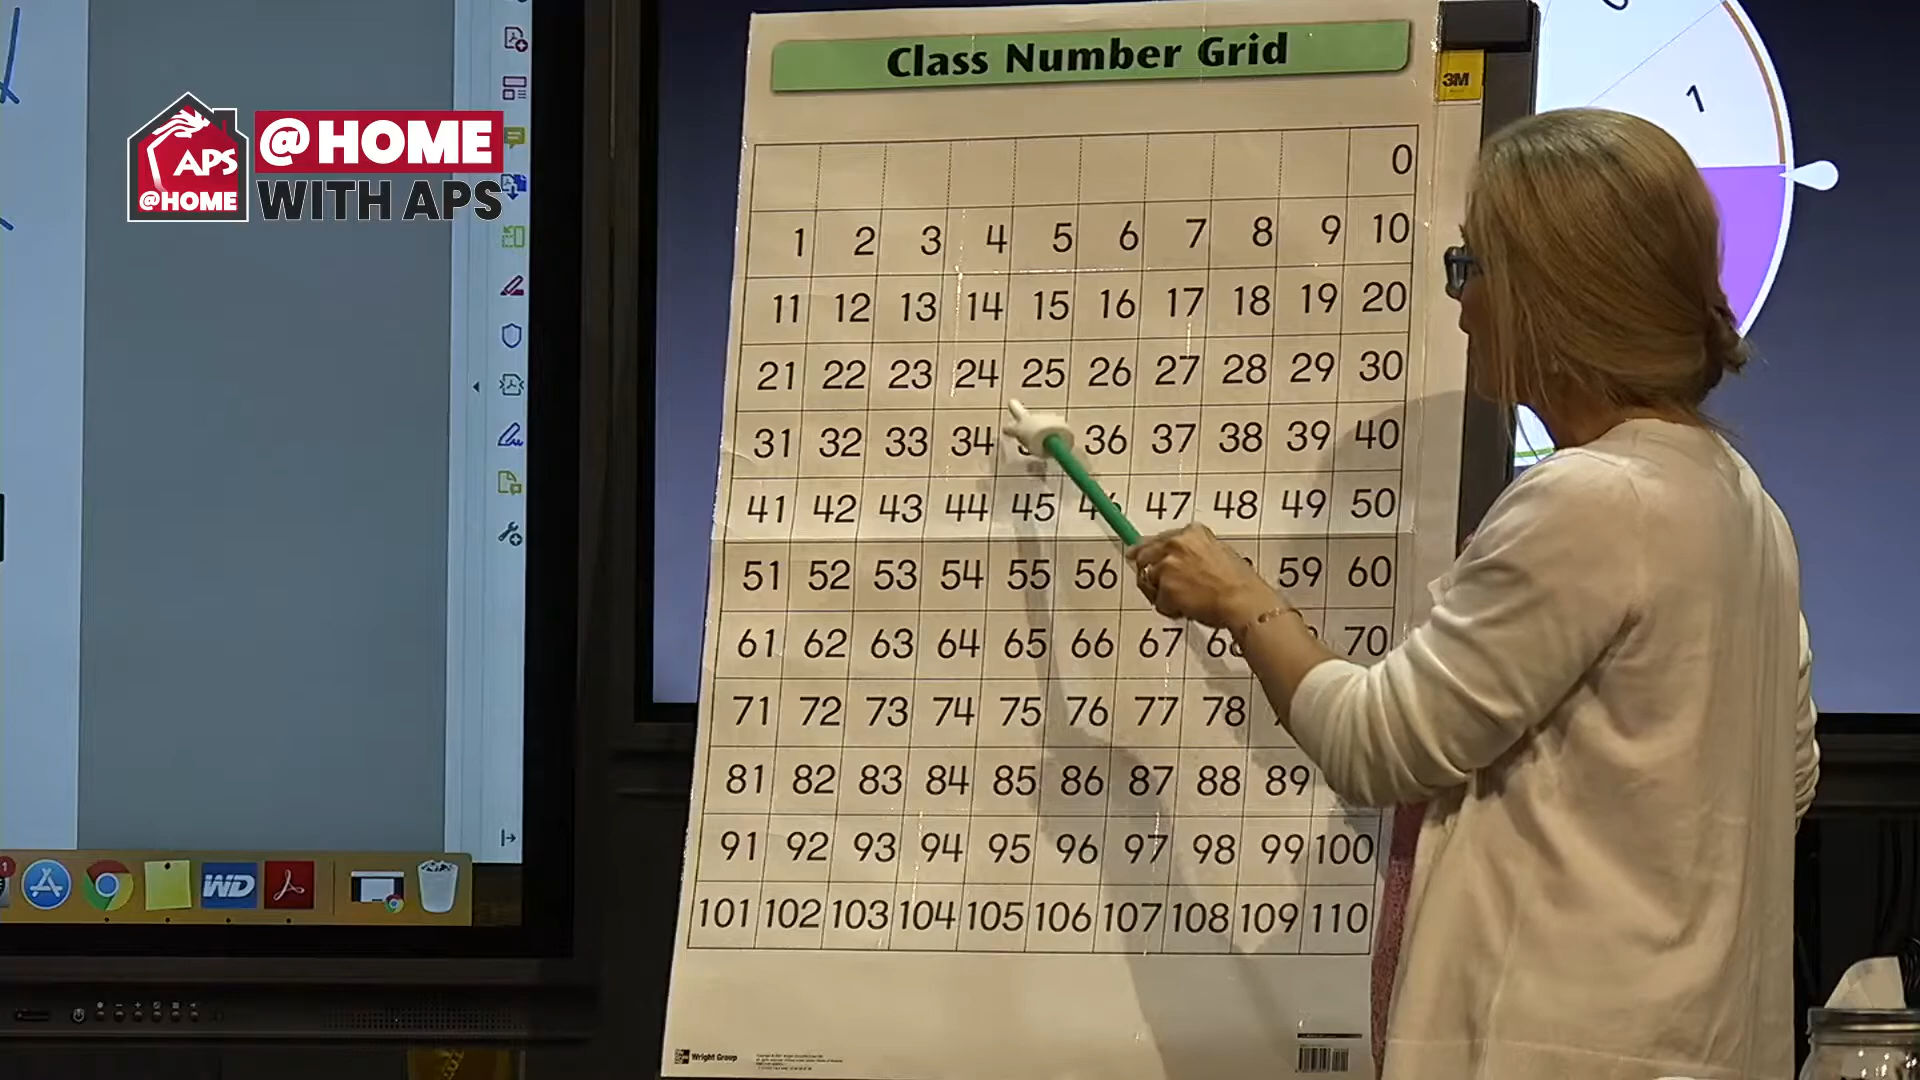 @HOME
WITH APS
APS
@HOME
WD
1
Class Number Grid
3M
1
0
1 2 3 4 5 6 7 8 9 10
11 12 13 14 15 16 17 18 19 20
21 22 23 24 25 26 27 28 29 30
31 32 33 34 36 37 38 39 40
41 42 43 44 45 46 47 48 49 50
51 52 53 54 55 56 59 60
61 62 63 64 65 66 67 68 70
71 72 73 74 75 76 77 78
81 82 83 84 85 86 87 88 89
91 92 93 94 95 96 97 98 99 100
101 102 103 104 105 106 107 108 109 110
Wright Group